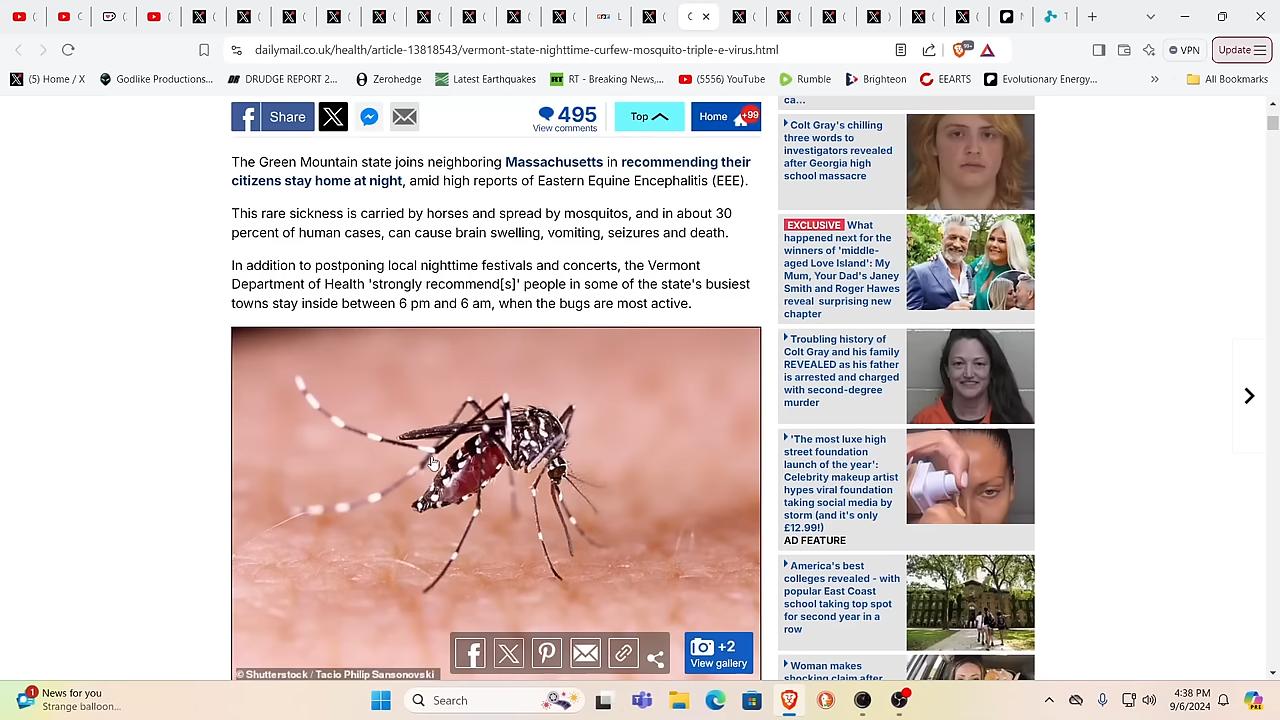 dailymail.co.uk/health/article-13818543/vermont-state-nighttime-curfew-mosquito-triple-e-virus.html
99+
VPN
Update
(5) Home / X
Godlike Productions...
DRUDGE REPORT 2...
Zerohedge
Latest Earthquakes
RT - Breaking News,...
(5556) YouTube
Rumble
Brighteon
EEARTS
Evolutionary Energy...
All Bookmarks
Share
495
View comments
Top
Home
+99
The Green Mountain state joins neighboring Massachusetts in recommending their
citizens stay home at night, amid high reports of Eastern Equine Encephalitis (EEE).
This rare sickness is carried by horses and spread by mosquitos, and in about 30
percent of human cases, can cause brain swelling, vomiting, seizures and death.
In addition to postponing local nighttime festivals and concerts, the Vermont
Department of Health 'strongly recommend[s]' people in some of the state's busiest
towns stay inside between 6 pm and 6 am, when the bugs are most active.
+2
View gallery
© Shutterstock / Tacio Philip Sansonovski
ca...
Colt Gray's chilling
three words to
investigators revealed
after Georgia high
school massacre
EXCLUSIVE What
happened next for the
winners of 'middle-
aged Love Island': My
Mum, Your Dad's Janey
Smith and Roger Hawes
reveal surprising new
chapter
Troubling history of
Colt Gray and his family
REVEALED as his father
is arrested and charged
with second-degree
murder
'The most luxe high
street foundation
launch of the year':
Celebrity makeup artist
hypes viral foundation
taking social media by
storm (and it's only
£12.99!)
AD FEATURE
America's best
colleges revealed - with
popular East Coast
school taking top spot
for second year in a
row
Woman makes
shocking claim after
1
News for you
Strange balloon...
Search
4:38 PM
9/6/2024